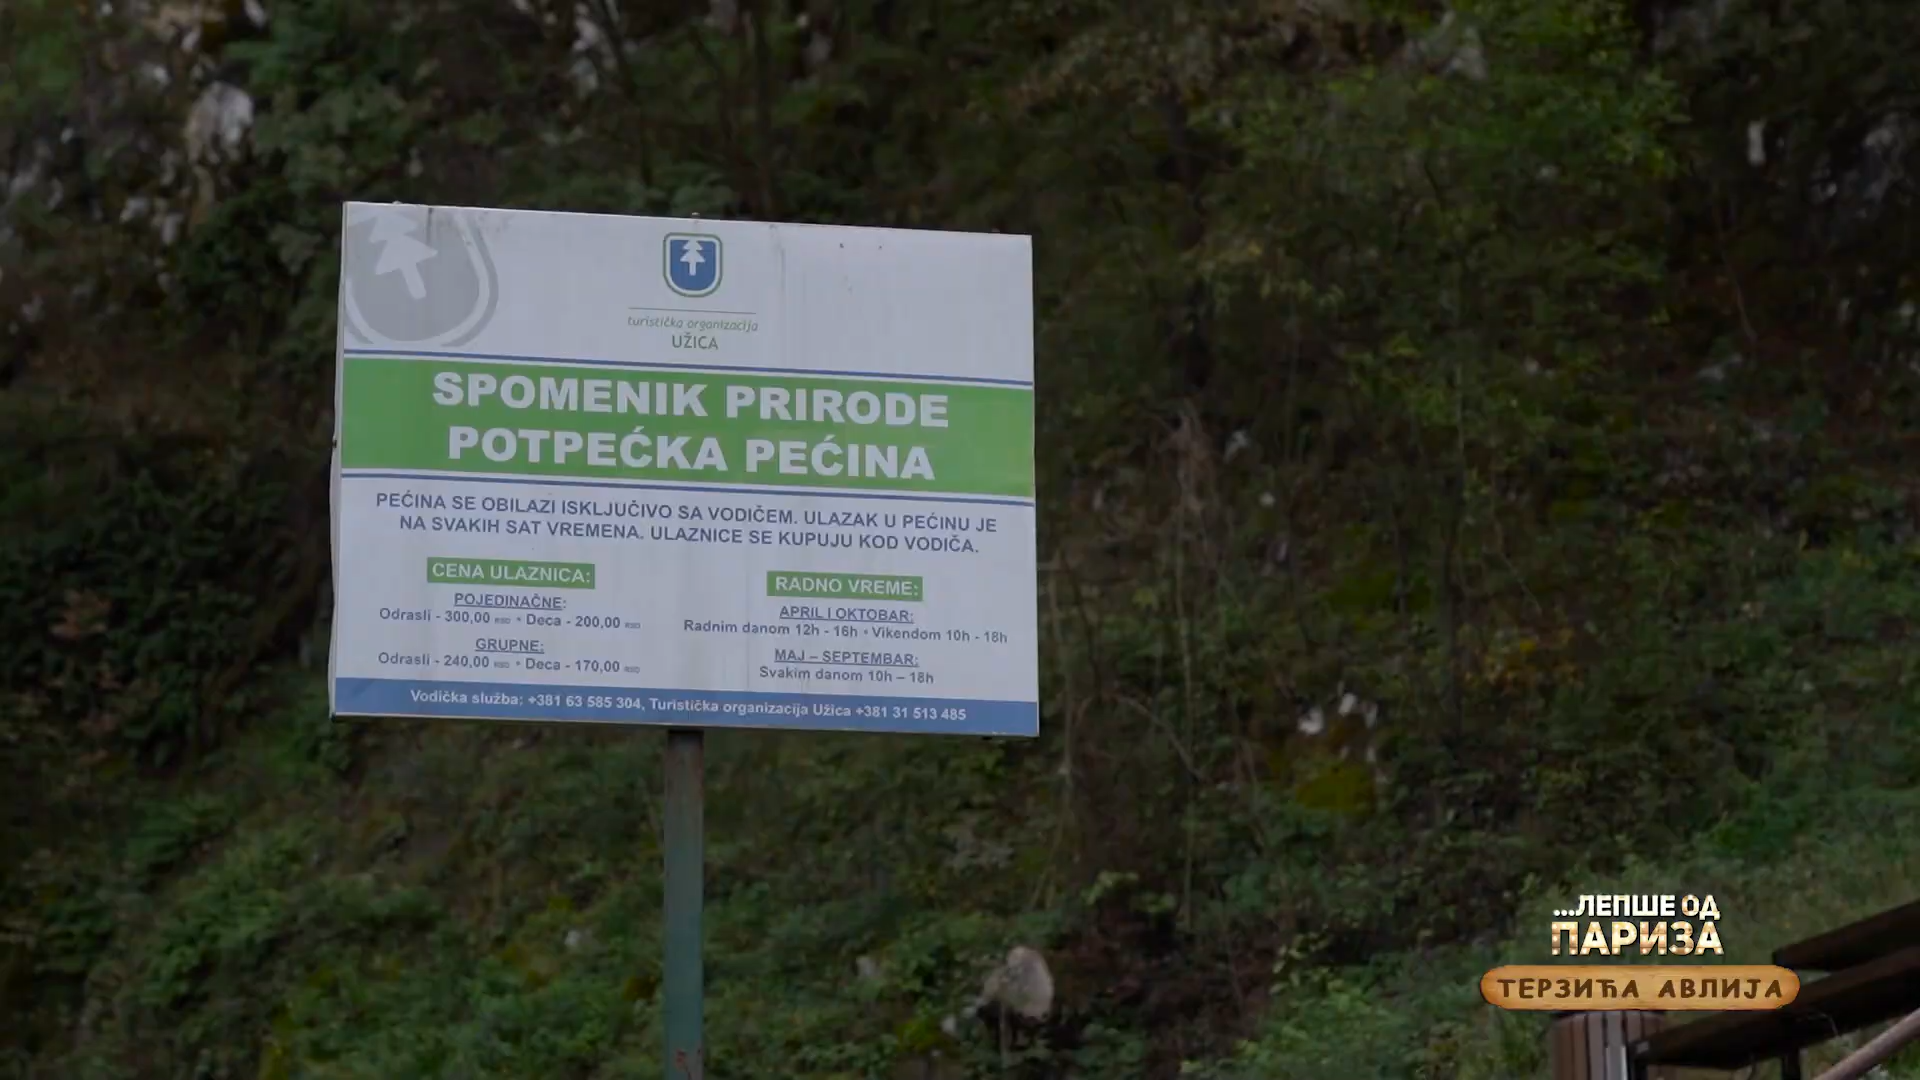 turistička organizacija
UŽICA
SPOMENIK PRIRODE
POTPEĆKA PEĆINA
PEĆINA SE OBILAZI ISKLJUČIVO SA VODIČEM. ULAZAK U PEĆINU JE
NA SVAKIH SAT VREMENA. ULAZNICE SE KUPUJU KOD VODIČA.
CENA ULAZNICA:
POJEDINAČNE:
Odrasli - 300,00 RSD • Deca - 200,00 RSD
GRUPNE:
Odrasli - 240,00 RSD • Deca - 170,00 RSD
RADNO VREME:
APRIL I OKTOBAR:
Radnim danom 12h - 16h • Vikendom 10h - 18h
MAJ – SEPTEMBAR:
Svakim danom 10h – 18h
Vodička služba: +381 63 585 304, Turistička organizacija Užica +381 31 513 485
...ЛЕПШЕ ОД
ПАРИЗА
ТЕРЗИЋА АВЛИЈА